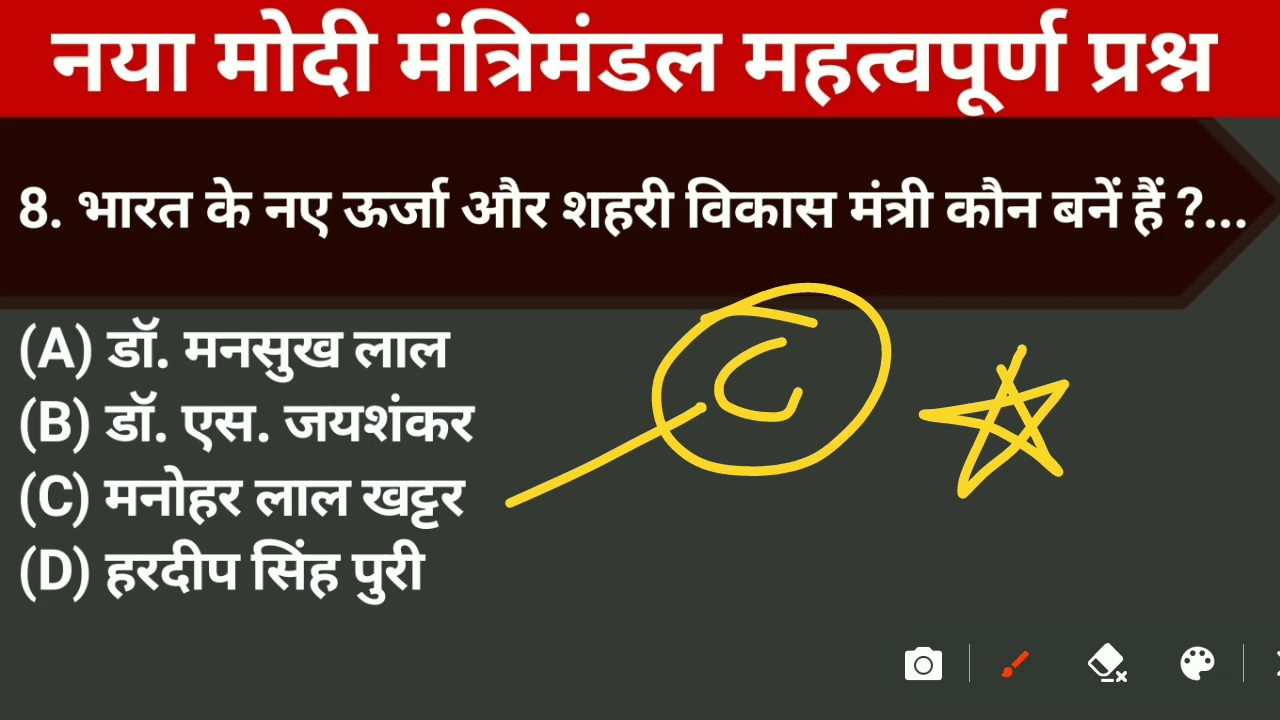 नया मोदी मंत्रिमंडल महत्वपूर्ण प्रश्न
8. भारत के नए ऊर्जा और शहरी विकास मंत्री कौन बनें हैं ?...
(A) डॉ. मनसुख लाल
(B) डॉ. एस. जयशंकर
(C) मनोहर लाल खट्टर
(D) हरदीप सिंह पुरी
C